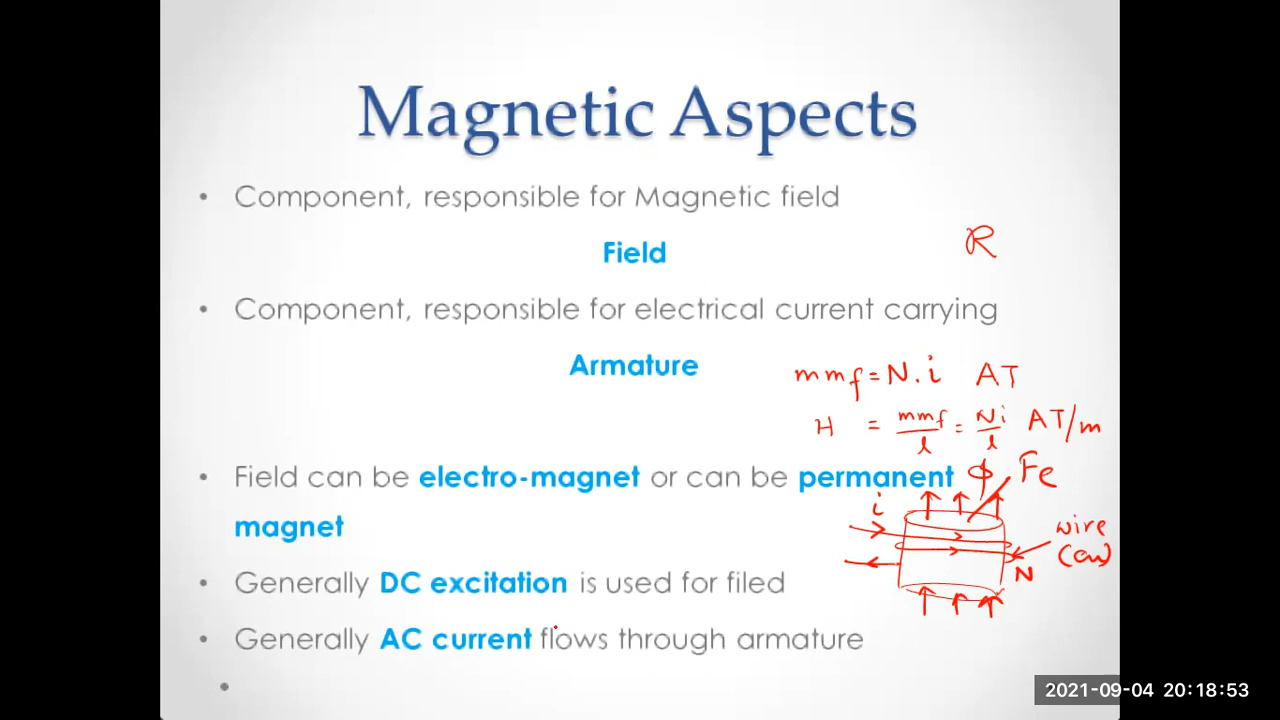 Magnetic Aspects
• Component, responsible for Magnetic field
Field
R
• Component, responsible for electrical current carrying
Armature
mmf = N.i AT
H = mmf/l = Ni/l AT/m
• Field can be electro-magnet or can be permanent
magnet
ϕ Fe
i
wire
(Cu)
N
• Generally DC excitation is used for filed
• Generally AC current flows through armature
•
2021-09-04 20:18:53